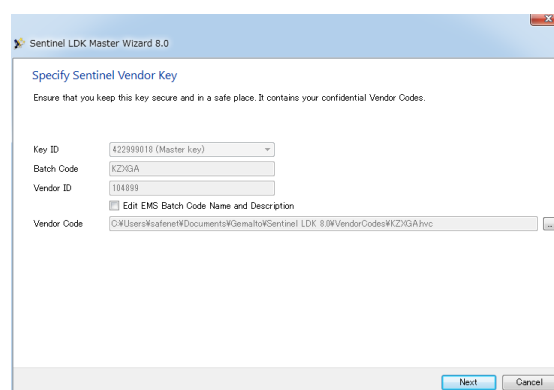 Sentinel LDK Master Wizard 8.0
Specify Sentinel Vendor Key
Ensure that you keep this key secure and in a safe place. It contains your confidential Vendor Codes.
Key ID 422999018 (Master key)
Batch Code KZXGA
Vendor ID 104899
Edit EMS Batch Code Name and Description
Vendor Code C:¥Users¥safenet¥Documents¥Gemalto¥Sentinel LDK 8.0¥VendorCodes¥KZXGA.hvc ...
Next Cancel